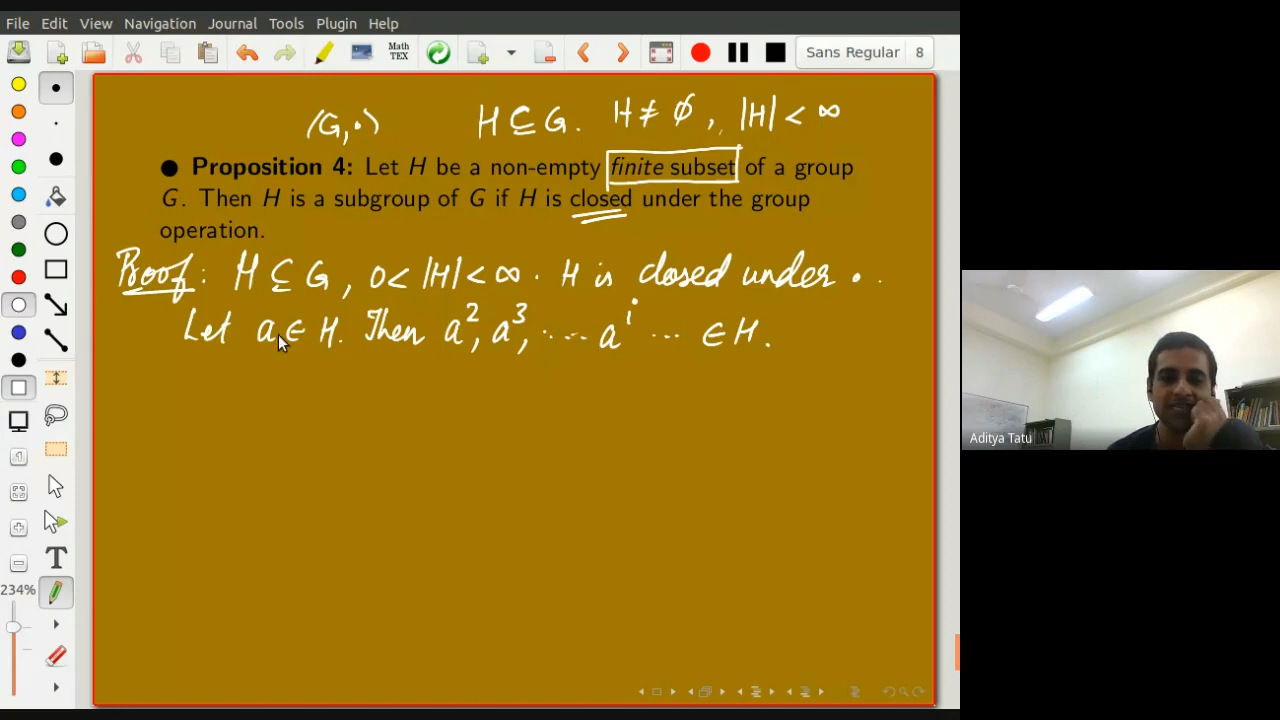 File Edit View Navigation Journal Tools Plugin Help
Math TEX
Sans Regular 8
(G, •) H ⊆ G. H ≠ ∅, |H| < ∞
● Proposition 4: Let H be a non-empty finite subset of a group
G. Then H is a subgroup of G if H is closed under the group
operation.
Proof: H ⊆ G, 0 < |H| < ∞. H is closed under •.
Let a ∈ H. Then a², a³, ... aⁱ ... ∈ H.
Aditya Tatu
234%